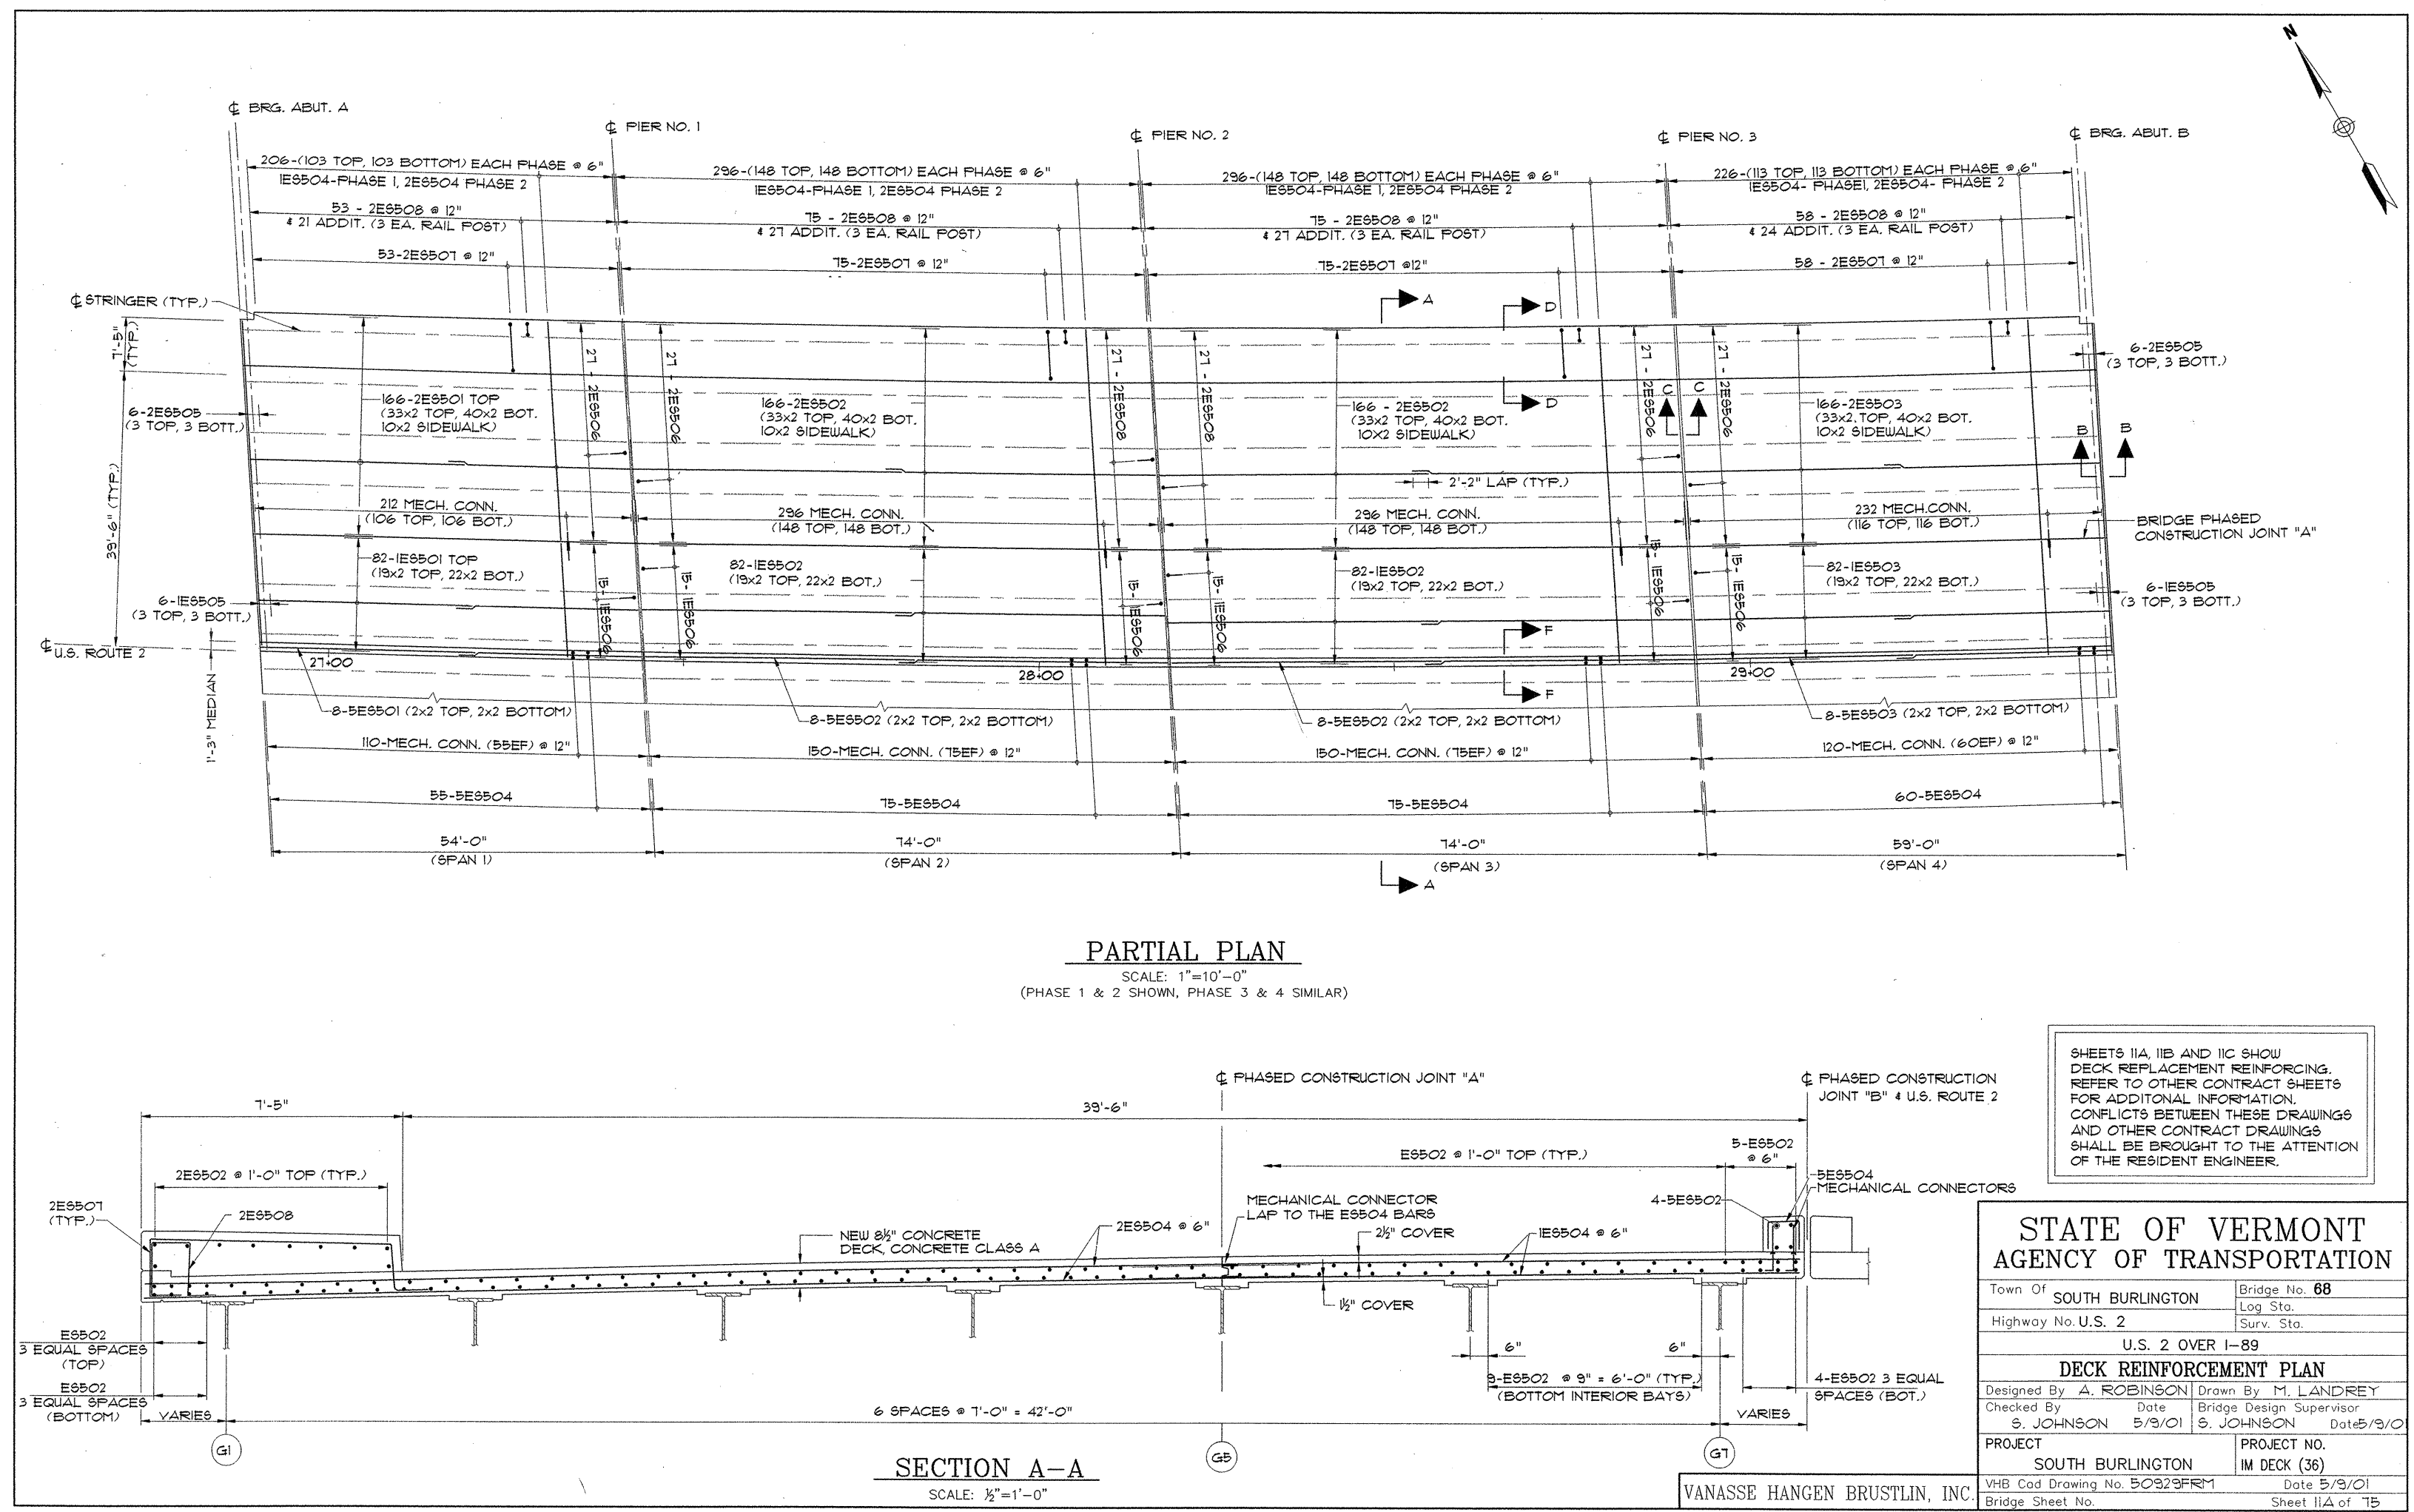 N
℄ BRG. ABUT. A
℄ PIER NO. 1
℄ PIER NO. 2
℄ PIER NO. 3
℄ BRG. ABUT. B
206-(103 TOP, 103 BOTTOM) EACH PHASE @ 6"
1ES504-PHASE 1, 2ES504 PHASE 2
296-(148 TOP, 148 BOTTOM) EACH PHASE @ 6"
1ES504-PHASE 1, 2ES504 PHASE 2
296-(148 TOP, 148 BOTTOM) EACH PHASE @ 6"
1ES504-PHASE 1, 2ES504 PHASE 2
226-(113 TOP, 113 BOTTOM) EACH PHASE @ 6"
1ES504- PHASE1, 2ES504- PHASE 2
53 - 2ES508 @ 12"
& 21 ADDIT. (3 EA. RAIL POST)
75 - 2ES508 @ 12"
& 27 ADDIT. (3 EA. RAIL POST)
75 - 2ES508 @ 12"
& 27 ADDIT. (3 EA. RAIL POST)
58 - 2ES508 @ 12"
& 24 ADDIT. (3 EA. RAIL POST)
53-2ES507 @ 12"
75-2ES507 @ 12"
75-2ES507 @12"
58 - 2ES507 @ 12"
℄ STRINGER (TYP.)
A
D
7'-5"
(TYP.)
27 - 2ES506
27 - 2ES506
27 - 2ES508
27 - 2ES508
27 - 2ES506
27 - 2ES506
6-2ES505
(3 TOP, 3 BOTT.)
C
C
166-2ES501 TOP
(33x2 TOP, 40x2 BOT.
10x2 SIDEWALK)
166-2ES502
(33x2 TOP, 40x2 BOT.
10x2 SIDEWALK)
166 - 2ES502
(33x2 TOP, 40x2 BOT.
10x2 SIDEWALK)
166-2ES503
(33x2 TOP, 40x2 BOT.
10x2 SIDEWALK)
D
6-2ES505
(3 TOP, 3 BOTT.)
B
B
39'-6" (TYP.)
2'-2" LAP (TYP.)
212 MECH. CONN.
(106 TOP, 106 BOT.)
296 MECH. CONN.
(148 TOP, 148 BOT.)
296 MECH. CONN.
(148 TOP, 148 BOT.)
232 MECH.CONN.
(116 TOP, 116 BOT.)
BRIDGE PHASED
CONSTRUCTION JOINT "A"
82-1ES501 TOP
(19x2 TOP, 22x2 BOT.)
82-1ES502
(19x2 TOP, 22x2 BOT.)
82-1ES502
(19x2 TOP, 22x2 BOT.)
82-1ES503
(19x2 TOP, 22x2 BOT.)
15- 1ES506
15- 1ES506
15- 1ES506
15- 1ES506
15- 1ES506
15- 1ES506
6-1ES505
(3 TOP, 3 BOTT.)
6-1ES505
(3 TOP, 3 BOTT.)
F
℄ U.S. ROUTE 2
27+00
28+00
29+00
F
1'-3" MEDIAN
8-5ES501 (2x2 TOP, 2x2 BOTTOM)
8-5ES502 (2x2 TOP, 2x2 BOTTOM)
8-5ES502 (2x2 TOP, 2x2 BOTTOM)
8-5ES503 (2x2 TOP, 2x2 BOTTOM)
110-MECH. CONN. (55EF) @ 12"
150-MECH. CONN. (75EF) @ 12"
150-MECH. CONN. (75EF) @ 12"
120-MECH. CONN. (60EF) @ 12"
55-5ES504
75-5ES504
75-5ES504
60-5ES504
54'-0"
(SPAN 1)
74'-0"
(SPAN 2)
74'-0"
(SPAN 3)
59'-0"
(SPAN 4)
A
PARTIAL PLAN
SCALE: 1"=10'-0"
(PHASE 1 & 2 SHOWN, PHASE 3 & 4 SIMILAR)
SHEETS 11A, 11B AND 11C SHOW
DECK REPLACEMENT REINFORCING.
REFER TO OTHER CONTRACT SHEETS
FOR ADDITONAL INFORMATION.
CONFLICTS BETWEEN THESE DRAWINGS
AND OTHER CONTRACT DRAWINGS
SHALL BE BROUGHT TO THE ATTENTION
OF THE RESIDENT ENGINEER.
℄ PHASED CONSTRUCTION JOINT "A"
℄ PHASED CONSTRUCTION
JOINT "B" & U.S. ROUTE 2
7'-5"
39'-6"
2ES502 @ 1'-0" TOP (TYP.)
ES502 @ 1'-0" TOP (TYP.)
5-ES502
@ 6"
5ES504
MECHANICAL CONNECTORS
4-5ES502
2ES507
(TYP.)
2ES508
NEW 8½" CONCRETE
DECK, CONCRETE CLASS A
2ES504 @ 6"
MECHANICAL CONNECTOR
LAP TO THE ES504 BARS
2½" COVER
1ES504 @ 6"
1½" COVER
ES502
3 EQUAL SPACES
(TOP)
ES502
3 EQUAL SPACES
(BOTTOM)
VARIES
6 SPACES @ 7'-0" = 42'-0"
6"
6"
9-ES502 @ 9" = 6'-0" (TYP.)
(BOTTOM INTERIOR BAYS)
4-ES502 3 EQUAL
SPACES (BOT.)
VARIES
G1
G5
G7
SECTION A-A
SCALE: ½"=1'-0"
VANASSE HANGEN BRUSTLIN, INC.
STATE OF VERMONT
AGENCY OF TRANSPORTATION
Town Of SOUTH BURLINGTON
Bridge No. 68
Log Sta.
Highway No. U.S. 2
Surv. Sta.
U.S. 2 OVER I-89
DECK REINFORCEMENT PLAN
Designed By A. ROBINSON
Drawn By M. LANDREY
Checked By Date
S. JOHNSON 5/9/01
Bridge Design Supervisor
S. JOHNSON Date5/9/0
PROJECT
SOUTH BURLINGTON
PROJECT NO.
IM DECK (36)
VHB Cad Drawing No. 50929FRM Date 5/9/01
Bridge Sheet No. Sheet 11A of 75